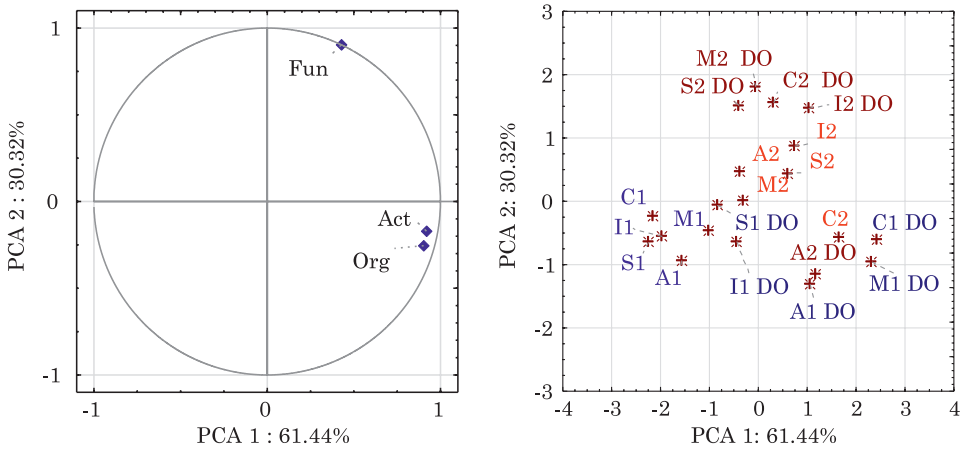 1
0
-1
-1
0
1
PCA 2 : 30.32%
PCA 1 : 61.44%
Fun
Act
Org
3
2
1
0
-1
-2
-3
-4
-3
-2
-1
0
1
2
3
4
PCA 2: 30.32%
PCA 1: 61.44%
M2 DO
S2 DO
C2 DO
I2 DO
I2
A2
S2
M2
C1
I1
M1
S1 DO
C2
C1 DO
S1
A1
I1 DO
A2 DO
M1 DO
A1 DO